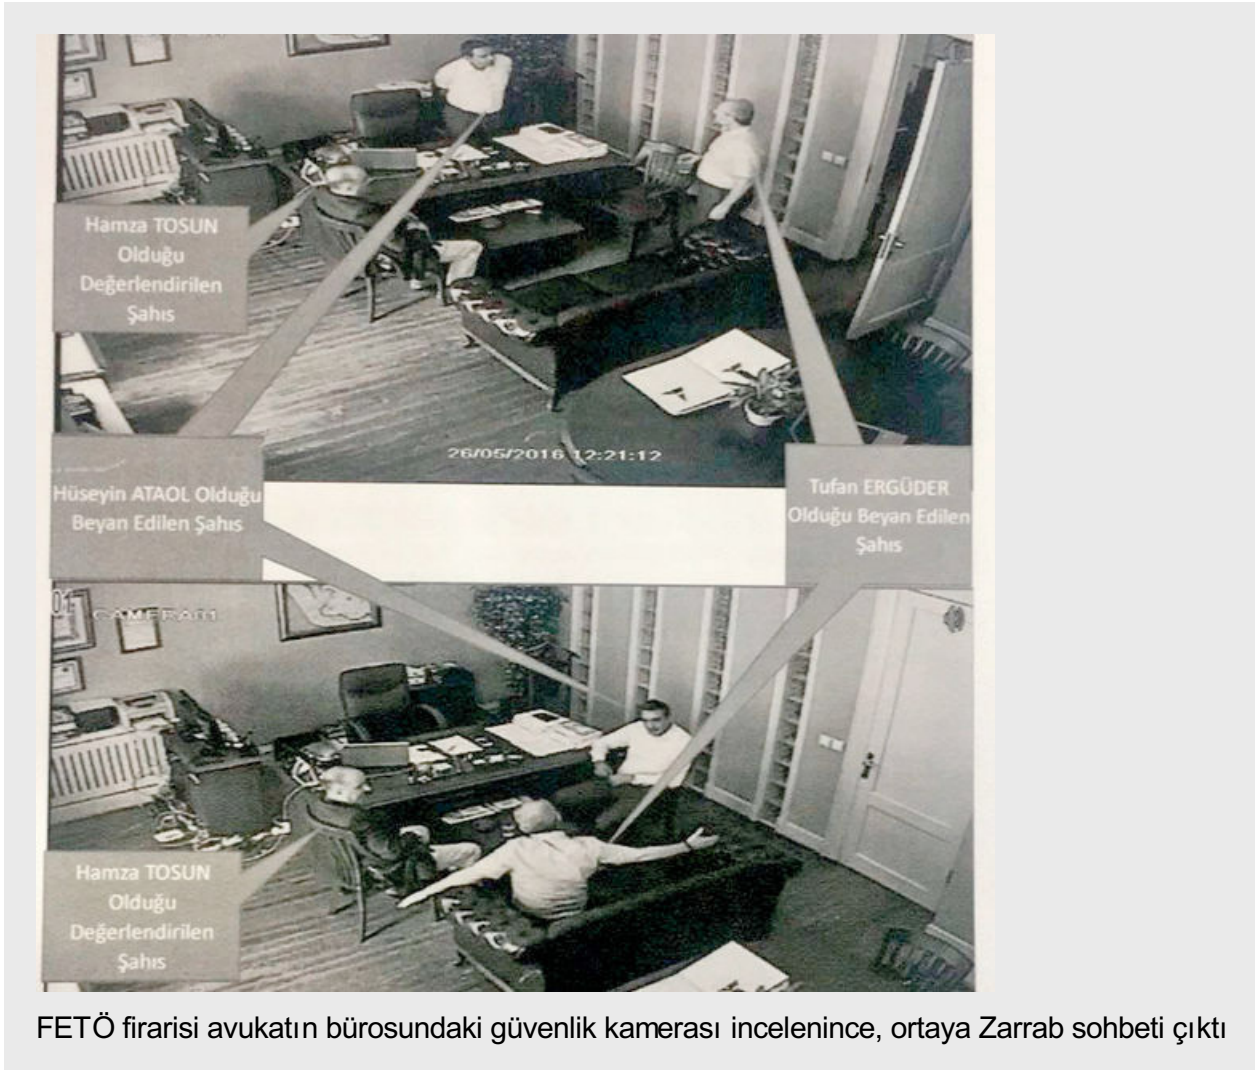 Hamza TOSUN
Olduğu
Değerlendirilen
Şahıs
26/05/2016 12:21:12
Hüseyin ATAOL Olduğu
Beyan Edilen Şahıs
Tufan ERGÜDER
Olduğu Beyan Edilen
Şahıs
01
CAMERA01
Hamza TOSUN
Olduğu
Değerlendirilen
Şahıs
FETÖ firarisi avukatın bürosundaki güvenlik kamerası incelenince, ortaya Zarrab sohbeti çıktı